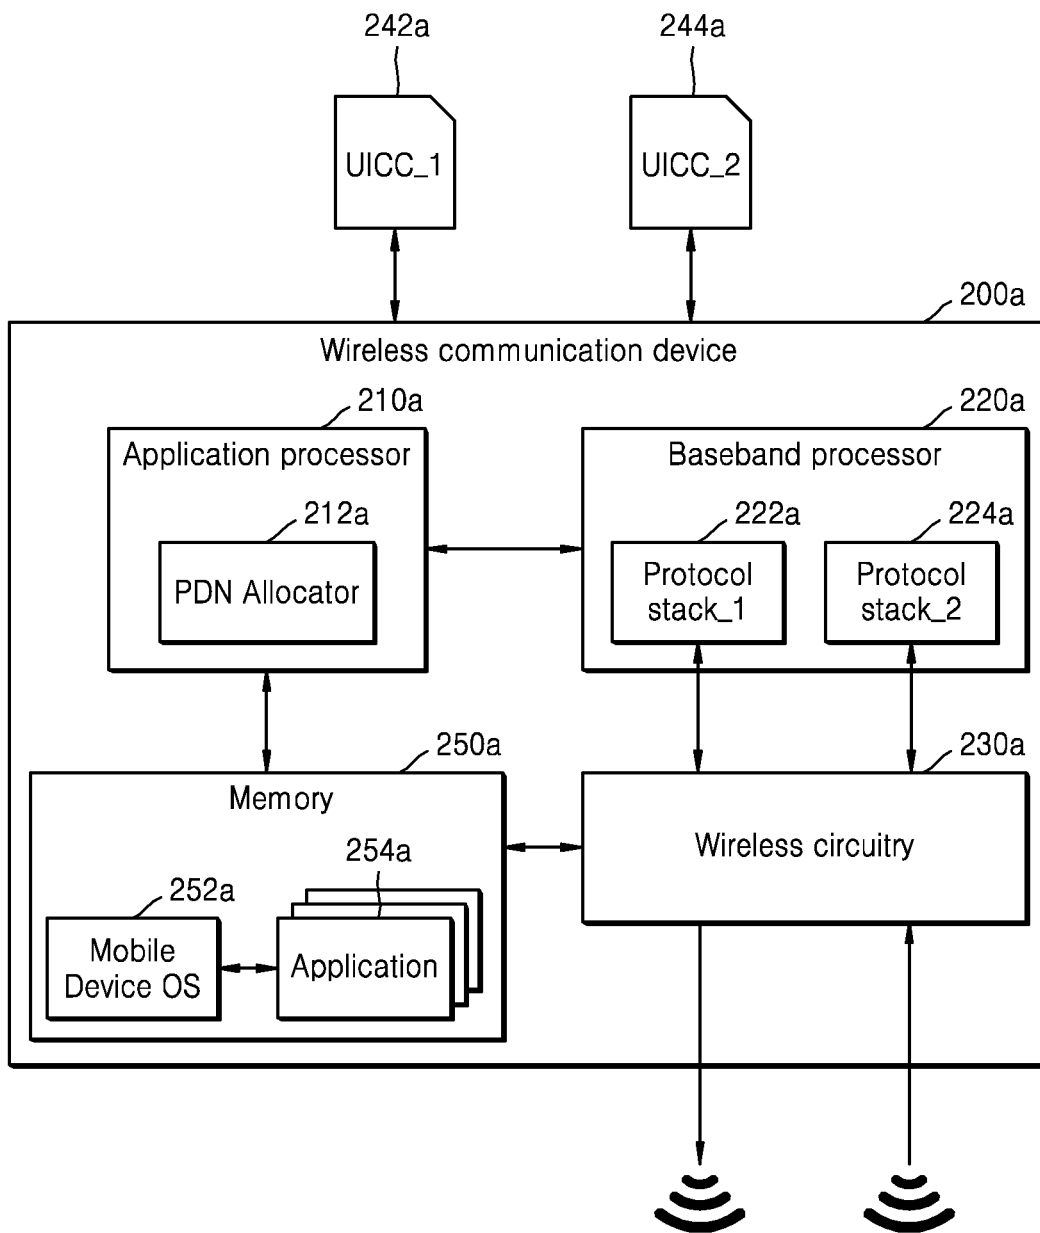 242a
244a
UICC_1
UICC_2
200a
Wireless communication device
210a
220a
Application processor
Baseband processor
212a
222a
224a
PDN Allocator
Protocol
stack_1
Protocol
stack_2
250a
230a
Memory
Wireless circuitry
254a
252a
Mobile
Device OS
Application